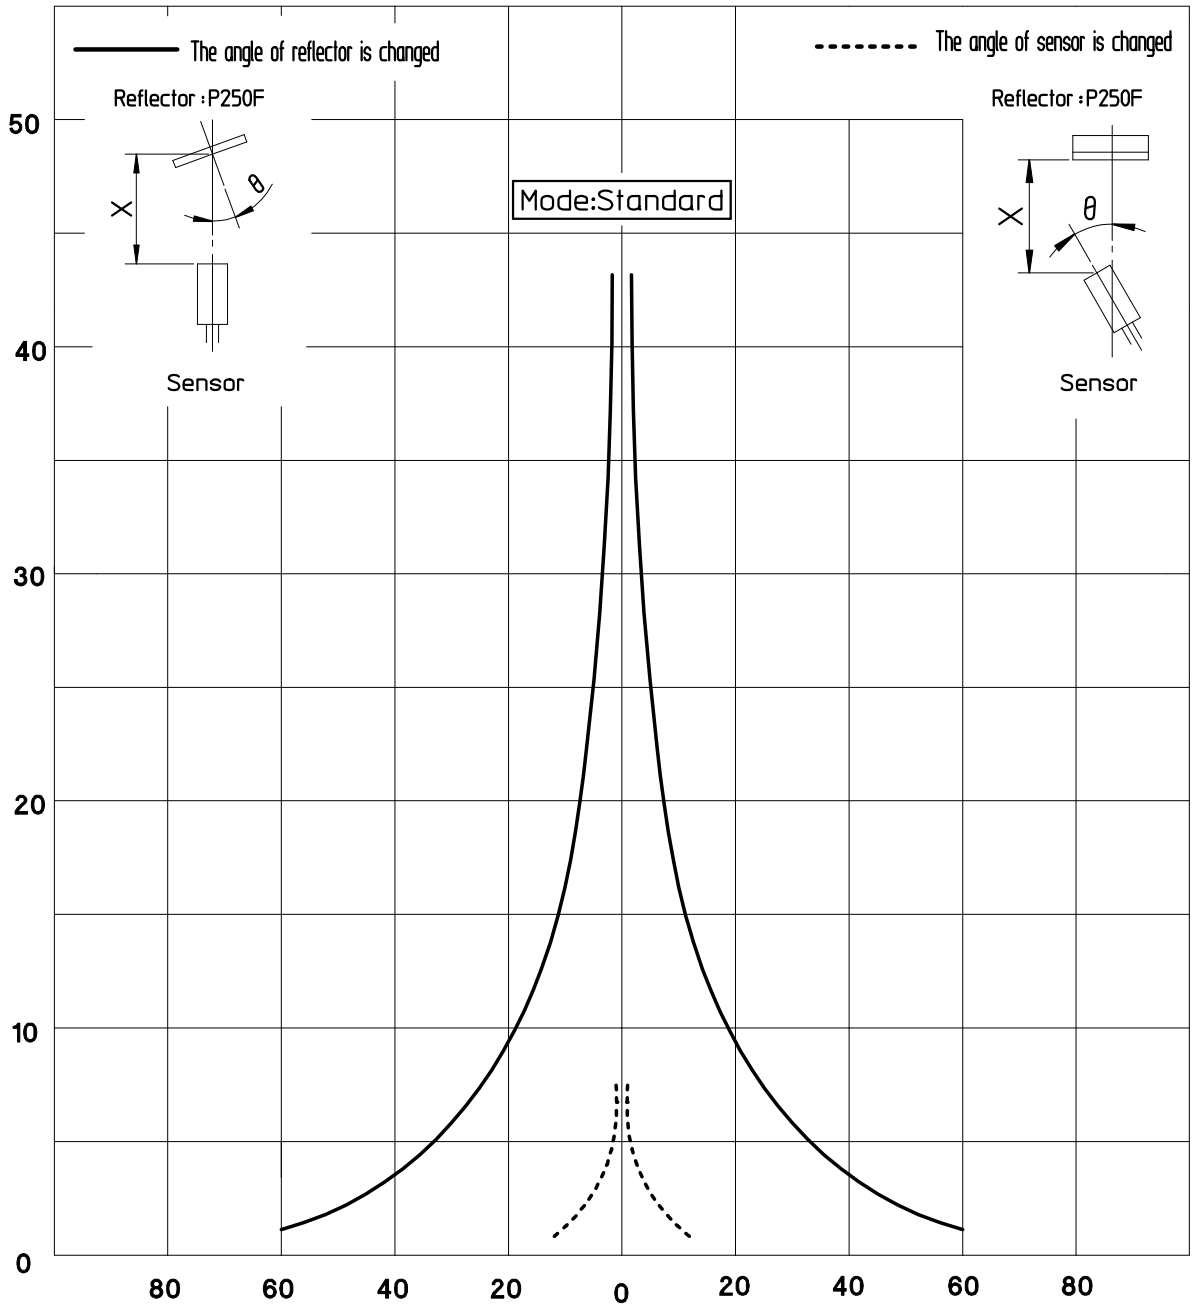 The angle of reflector is changed
The angle of sensor is changed
Reflector :P250F
Reflector :P250F
50
θ
X
Mode:Standard
θ
X
40
Sensor
Sensor
30
20
10
0
80 60 40 20 0 20 40 60 80